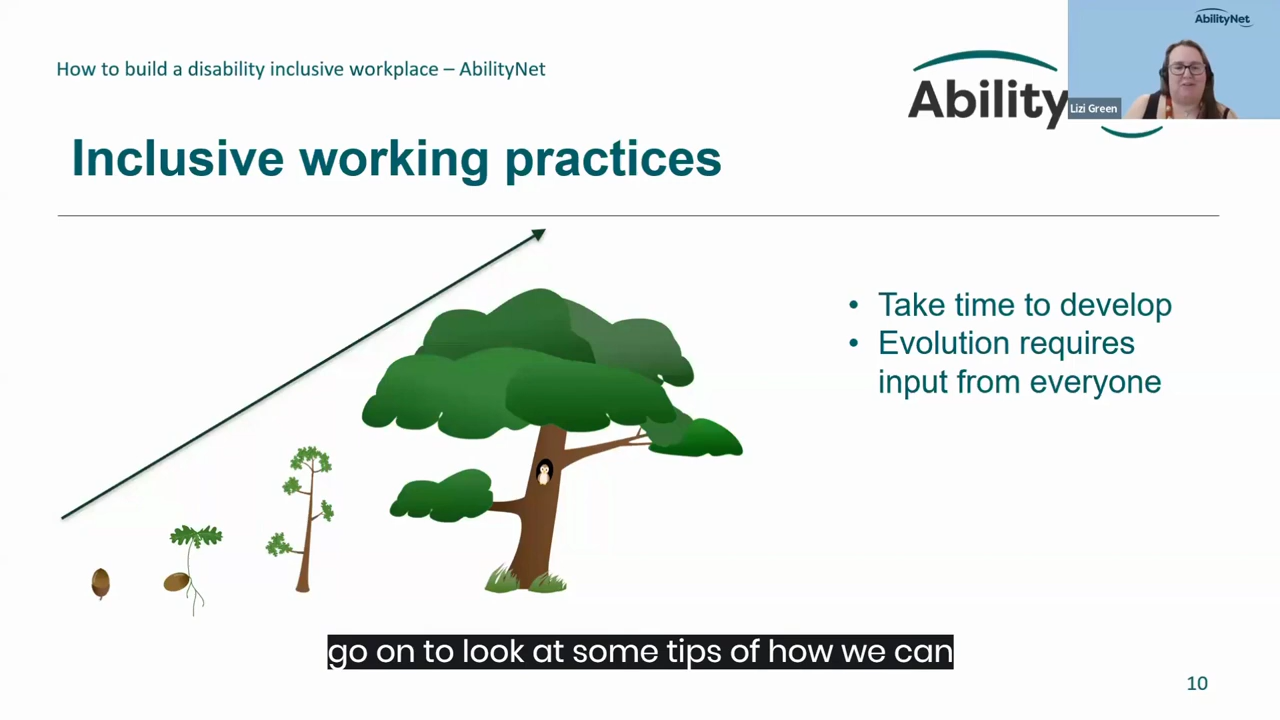 How to build a disability inclusive workplace – AbilityNet
AbilityNet
Ability
Lizi Green
Inclusive working practices
• Take time to develop
• Evolution requires
input from everyone
go on to look at some tips of how we can
10